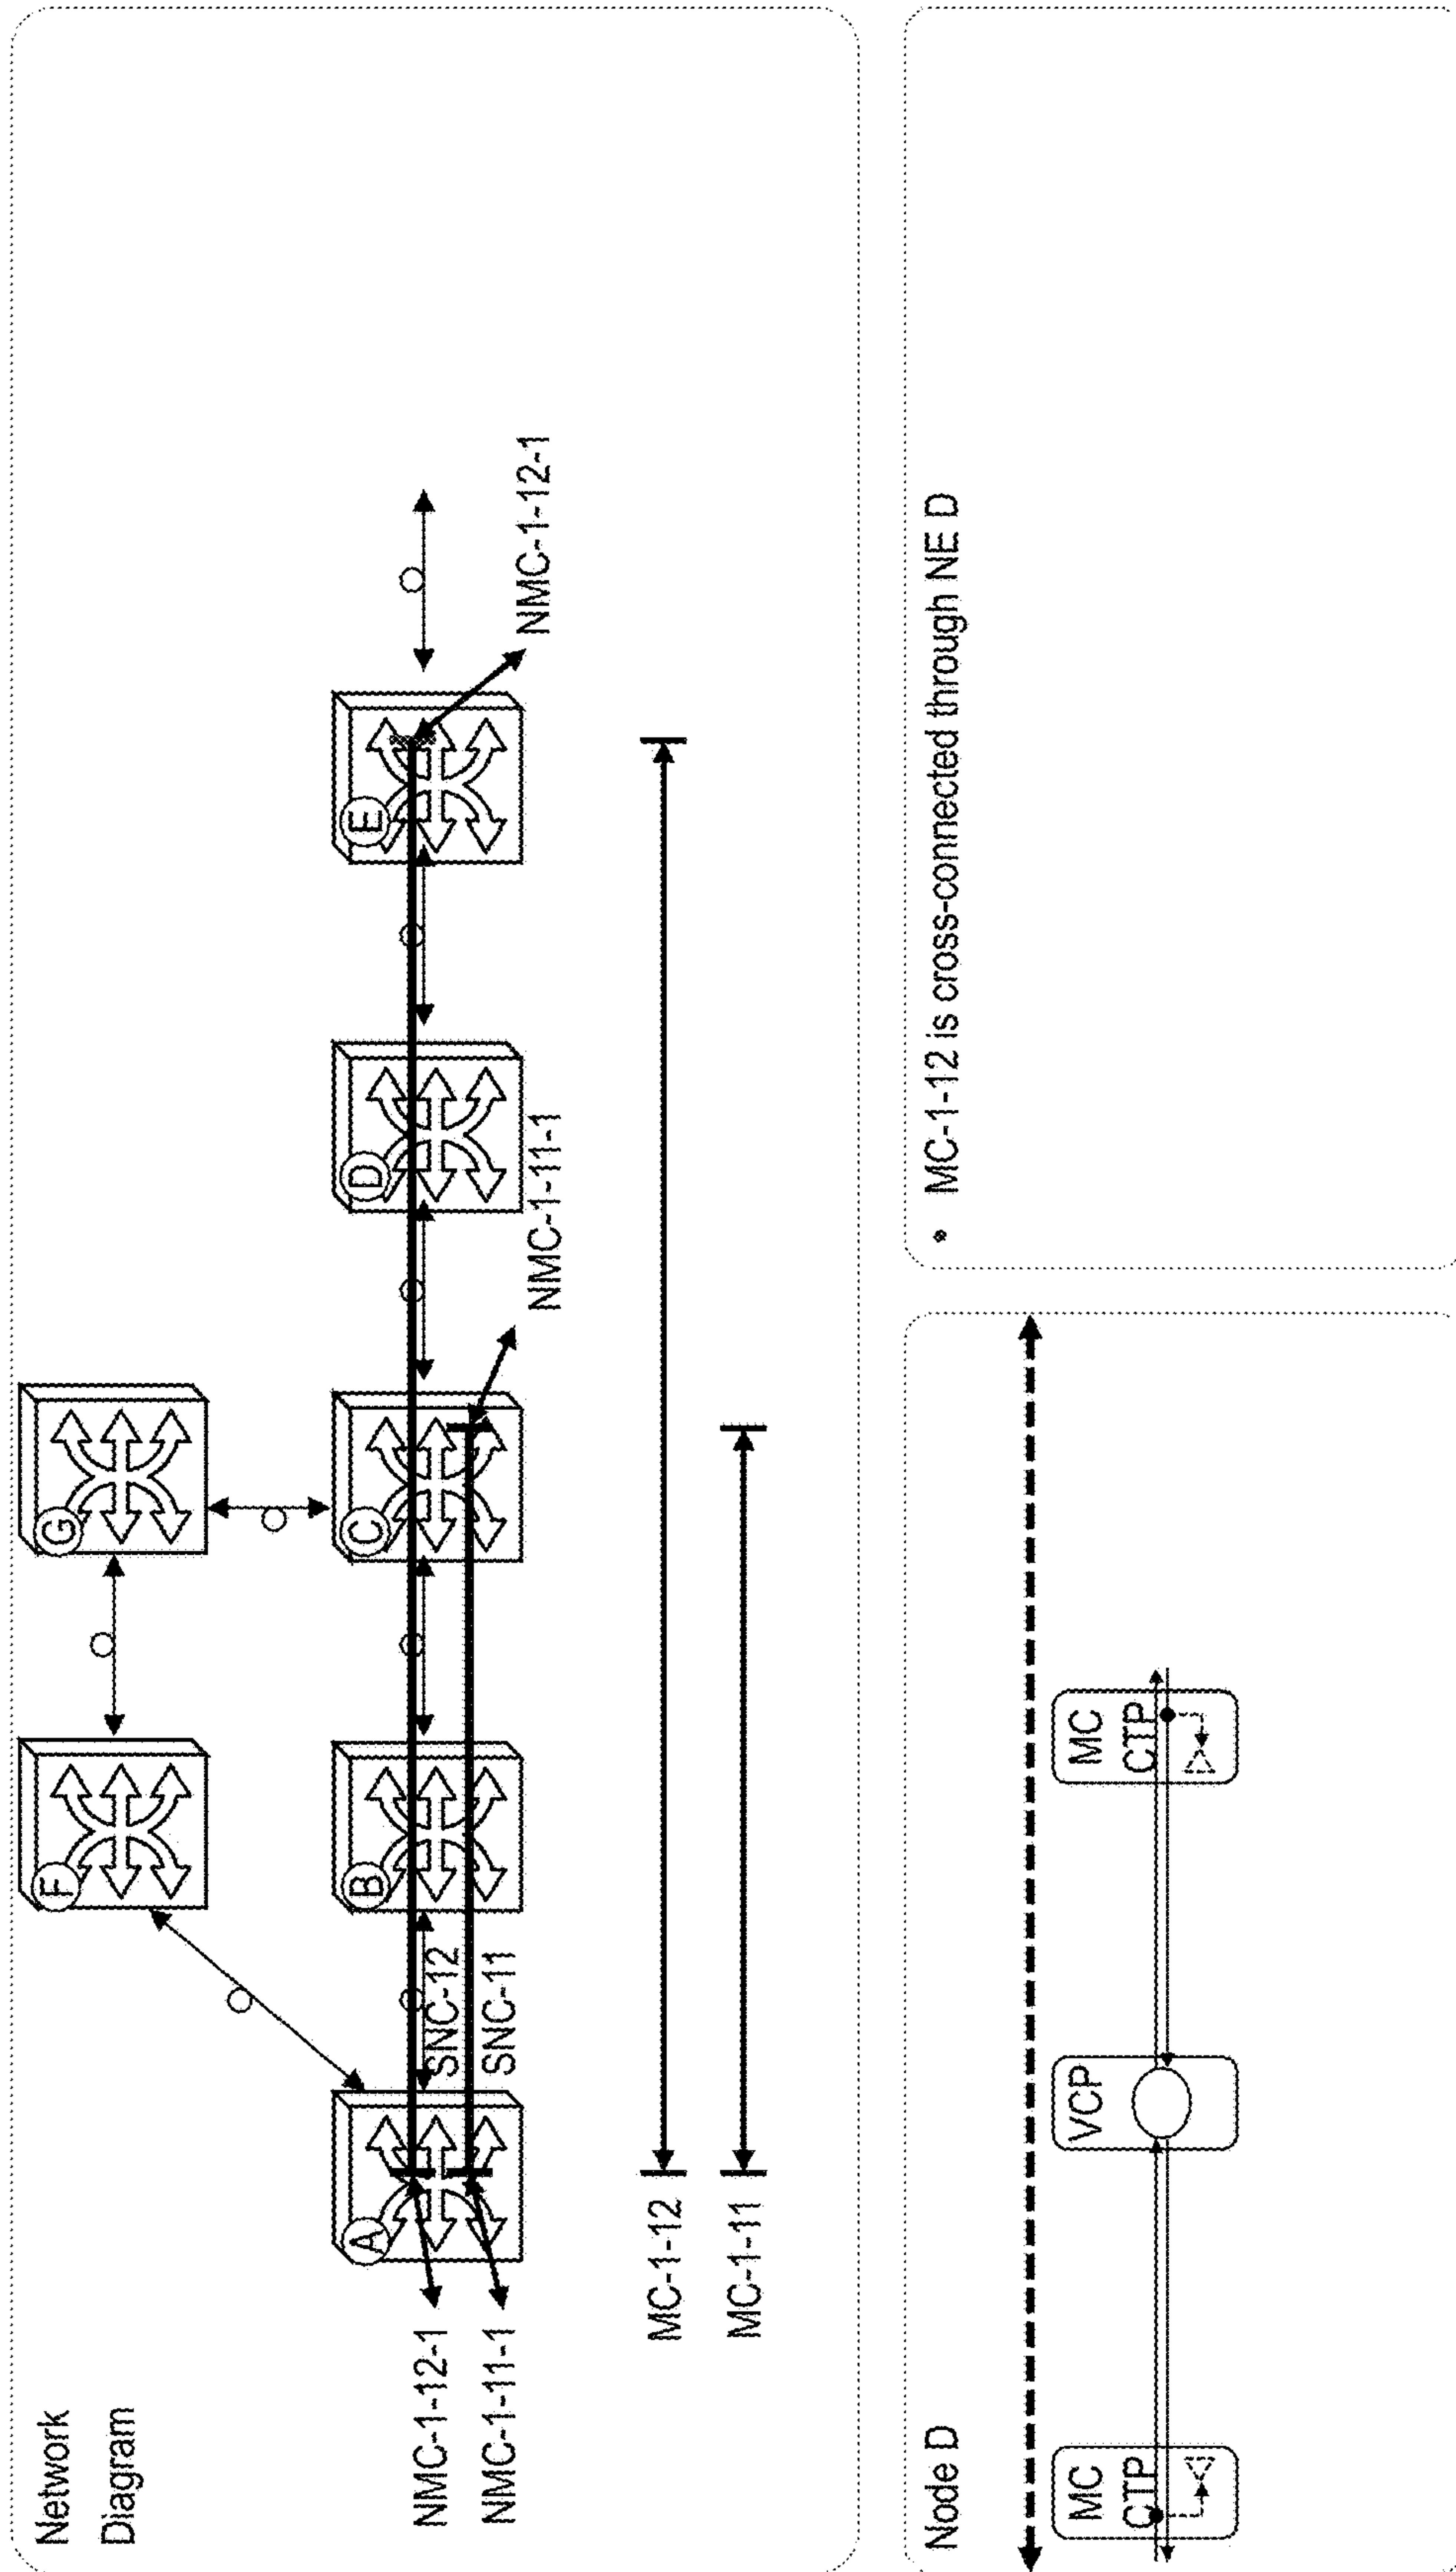 Network
Diagram
F
G
A
B
C
D
E
SNC-12
SNC-11
NMC-1-12-1
NMC-1-11-1
NMC-1-11-1
NMC-1-12-1
MC-1-12
MC-1-11
Node D
MC
CTP
VCP
MC
CTP
• MC-1-12 is cross-connected through NE D